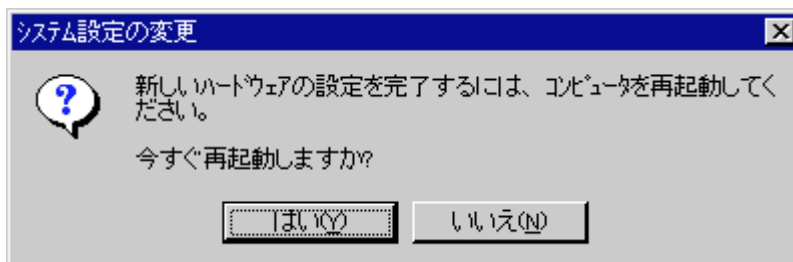 システム設定の変更
新しいハードウェアの設定を完了するには、コンピュータを再起動してく
ださい。
今すぐ再起動しますか?
はい(Y)
いいえ(N)